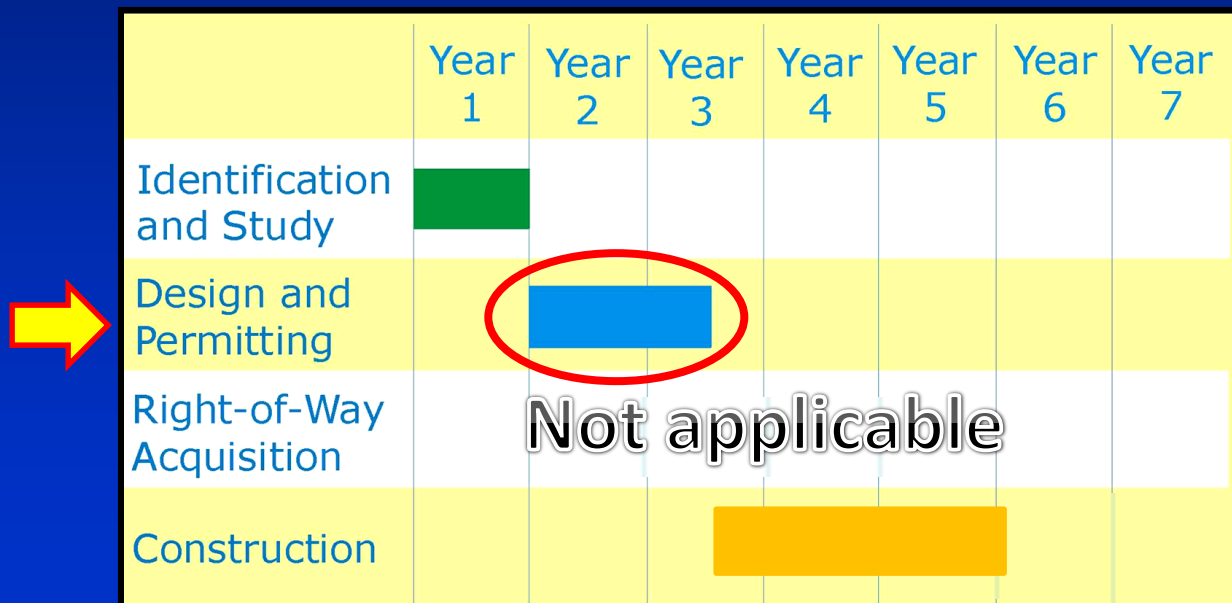 Year 1
Year 2
Year 3
Year 4
Year 5
Year 6
Year 7
Identification
and Study
Design and
Permitting
Right-of-Way
Acquisition
Not applicable
Construction